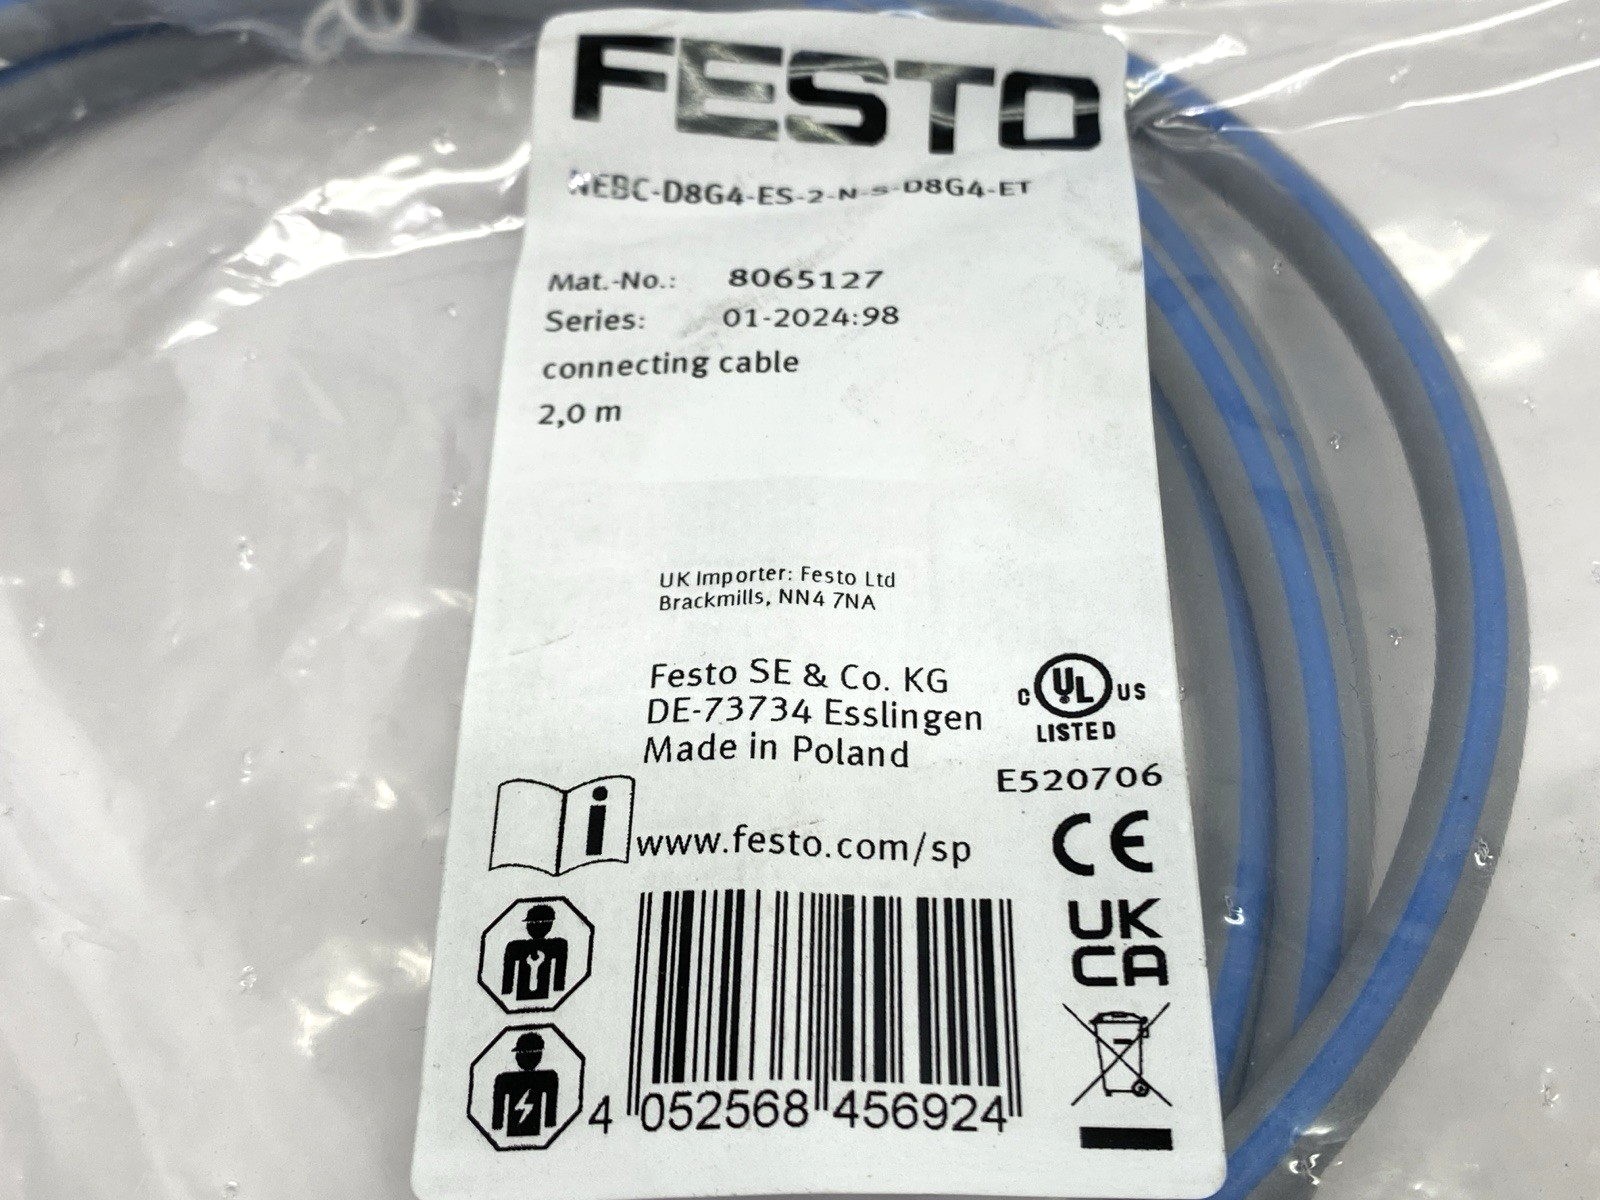 FESTO
NEBC-D8G4-ES-2-N-S-D8G4-ET
Mat.-No.: 8065127
Series: 01-2024:98
connecting cable
2,0 m
UK Importer: Festo Ltd
Brackmills, NN4 7NA
Festo SE & Co. KG
DE-73734 Esslingen
Made in Poland
C UL US
LISTED
E520706
i
www.festo.com/sp
CE
UK
CA
4 052568 456924